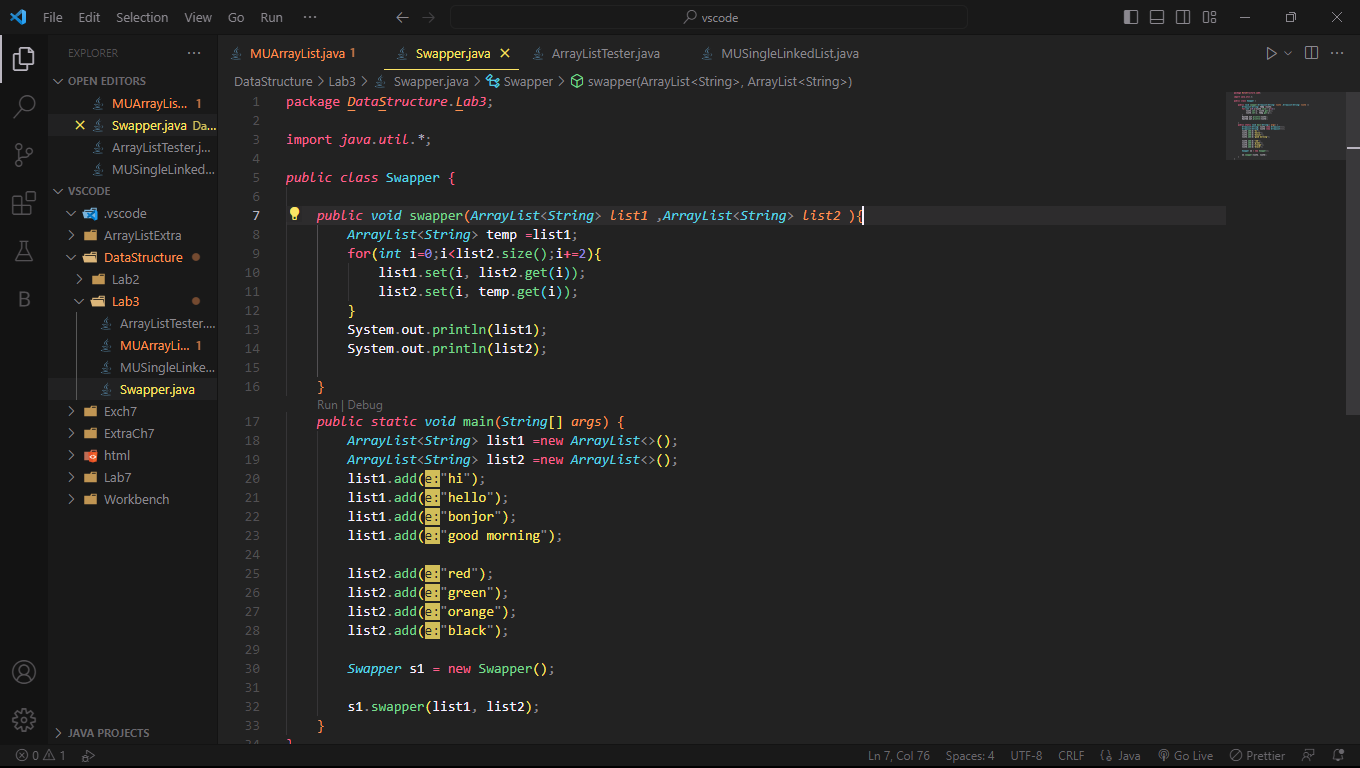 File Edit Selection View Go Run ···
vscode
EXPLORER ···
OPEN EDITORS
MUArrayLis... 1
Swapper.java Da...
ArrayListTester.j...
MUSingleLinked...
VSCODE
.vscode
ArrayListExtra
DataStructure
Lab2
Lab3
ArrayListTester....
MUArrayLi... 1
MUSingleLinke...
Swapper.java
Exch7
ExtraCh7
html
Lab7
Workbench
JAVA PROJECTS
MUArrayList.java 1 Swapper.java ArrayListTester.java MUSingleLinkedList.java
DataStructure > Lab3 > Swapper.java > Swapper > swapper(ArrayList<String>, ArrayList<String>)
1 package DataStructure.Lab3;
2
3 import java.util.*;
4
5 public class Swapper {
6
7 public void swapper(ArrayList<String> list1 ,ArrayList<String> list2 ){
8 ArrayList<String> temp =list1;
9 for(int i=0;i<list2.size();i+=2){
10 list1.set(i, list2.get(i));
11 list2.set(i, temp.get(i));
12 }
13 System.out.println(list1);
14 System.out.println(list2);
15
16 }
Run | Debug
17 public static void main(String[] args) {
18 ArrayList<String> list1 =new ArrayList<>();
19 ArrayList<String> list2 =new ArrayList<>();
20 list1.add(e:"hi");
21 list1.add(e:"hello");
22 list1.add(e:"bonjor");
23 list1.add(e:"good morning");
24
25 list2.add(e:"red");
26 list2.add(e:"green");
27 list2.add(e:"orange");
28 list2.add(e:"black");
29
30 Swapper s1 = new Swapper();
31
32 s1.swapper(list1, list2);
33 }
34 }
0 1
Ln 7, Col 76 Spaces: 4 UTF-8 CRLF {} Java Go Live Prettier